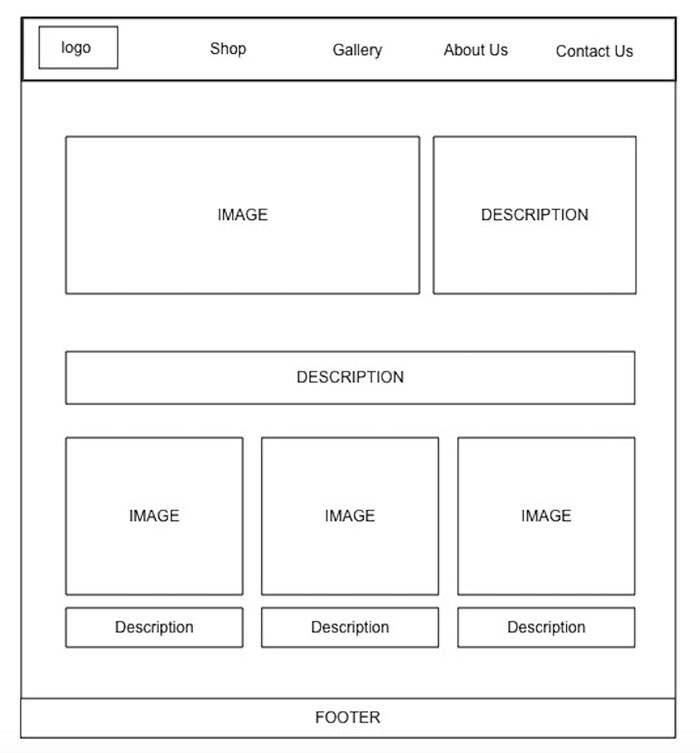 logo
Shop
Gallery
About Us
Contact Us
IMAGE
DESCRIPTION
DESCRIPTION
IMAGE
IMAGE
IMAGE
Description
Description
Description
FOOTER